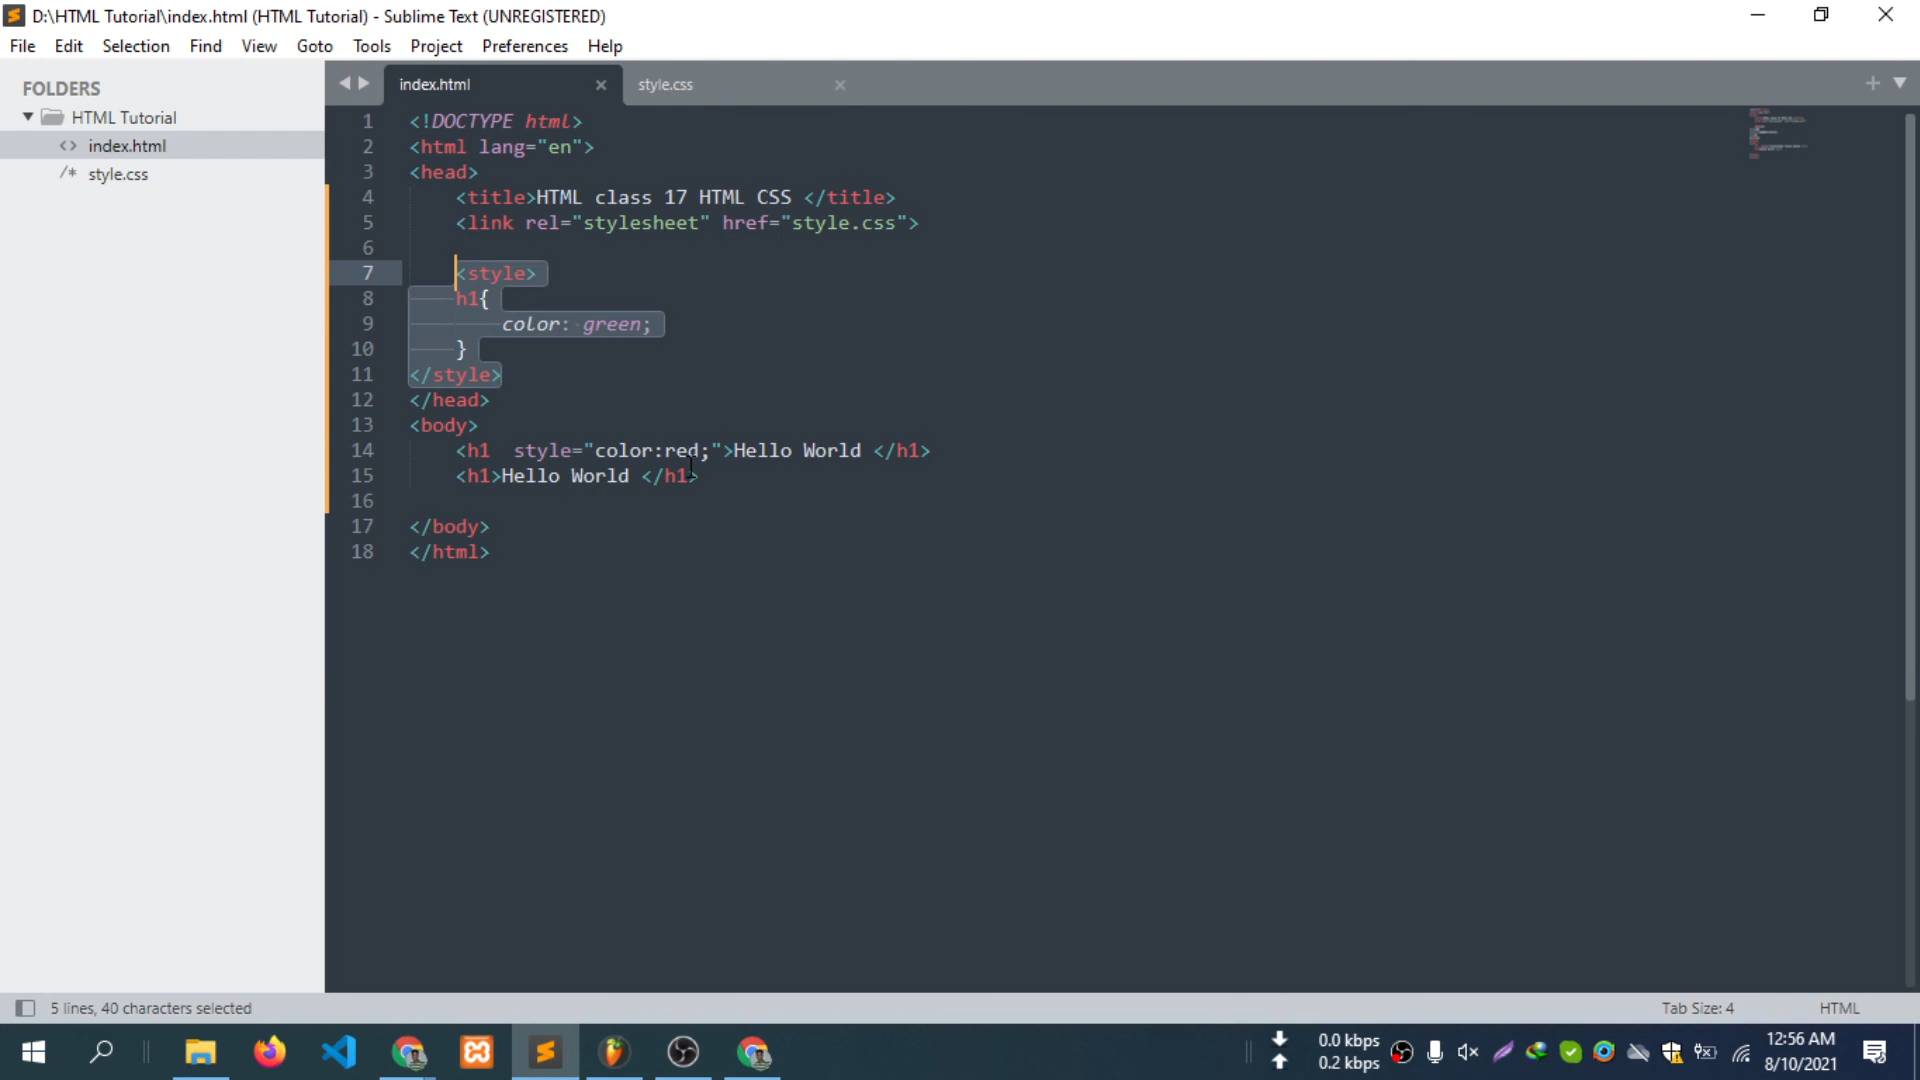 D:\HTML Tutorial\index.html (HTML Tutorial) - Sublime Text (UNREGISTERED)
File Edit Selection Find View Goto Tools Project Preferences Help
FOLDERS
HTML Tutorial
<> index.html
/* style.css
index.html
style.css
1 <!DOCTYPE html>
2 <html lang="en">
3 <head>
4 <title>HTML class 17 HTML CSS </title>
5 <link rel="stylesheet" href="style.css">
6
7 <style>
8 h1{
9 color: green;
10 }
11 </style>
12 </head>
13 <body>
14 <h1  style="color:red;">Hello World </h1>
15 <h1>Hello World </h1>
16
17 </body>
18 </html>
5 lines, 40 characters selected
Tab Size: 4
HTML
0.0 kbps
0.2 kbps
12:56 AM
8/10/2021